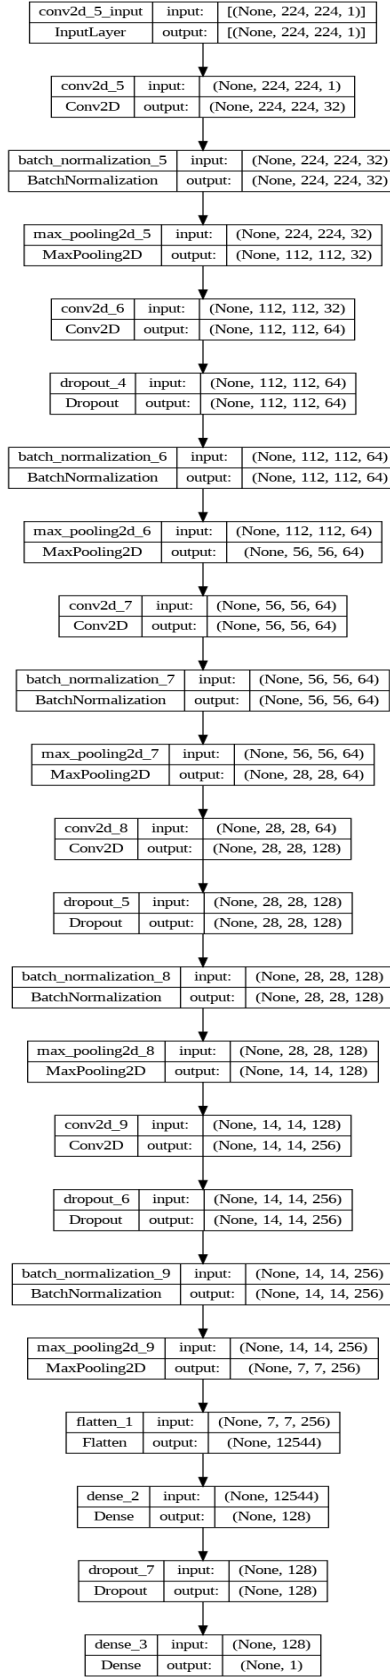 conv2d_5_input input: [(None, 224, 224, 1)]
InputLayer output: [(None, 224, 224, 1)]
conv2d_5 input: (None, 224, 224, 1)
Conv2D output: (None, 224, 224, 32)
batch_normalization_5 input: (None, 224, 224, 32)
BatchNormalization output: (None, 224, 224, 32)
max_pooling2d_5 input: (None, 224, 224, 32)
MaxPooling2D output: (None, 112, 112, 32)
conv2d_6 input: (None, 112, 112, 32)
Conv2D output: (None, 112, 112, 64)
dropout_4 input: (None, 112, 112, 64)
Dropout output: (None, 112, 112, 64)
batch_normalization_6 input: (None, 112, 112, 64)
BatchNormalization output: (None, 112, 112, 64)
max_pooling2d_6 input: (None, 112, 112, 64)
MaxPooling2D output: (None, 56, 56, 64)
conv2d_7 input: (None, 56, 56, 64)
Conv2D output: (None, 56, 56, 64)
batch_normalization_7 input: (None, 56, 56, 64)
BatchNormalization output: (None, 56, 56, 64)
max_pooling2d_7 input: (None, 56, 56, 64)
MaxPooling2D output: (None, 28, 28, 64)
conv2d_8 input: (None, 28, 28, 64)
Conv2D output: (None, 28, 28, 128)
dropout_5 input: (None, 28, 28, 128)
Dropout output: (None, 28, 28, 128)
batch_normalization_8 input: (None, 28, 28, 128)
BatchNormalization output: (None, 28, 28, 128)
max_pooling2d_8 input: (None, 28, 28, 128)
MaxPooling2D output: (None, 14, 14, 128)
conv2d_9 input: (None, 14, 14, 128)
Conv2D output: (None, 14, 14, 256)
dropout_6 input: (None, 14, 14, 256)
Dropout output: (None, 14, 14, 256)
batch_normalization_9 input: (None, 14, 14, 256)
BatchNormalization output: (None, 14, 14, 256)
max_pooling2d_9 input: (None, 14, 14, 256)
MaxPooling2D output: (None, 7, 7, 256)
flatten_1 input: (None, 7, 7, 256)
Flatten output: (None, 12544)
dense_2 input: (None, 12544)
Dense output: (None, 128)
dropout_7 input: (None, 128)
Dropout output: (None, 128)
dense_3 input: (None, 128)
Dense output: (None, 1)